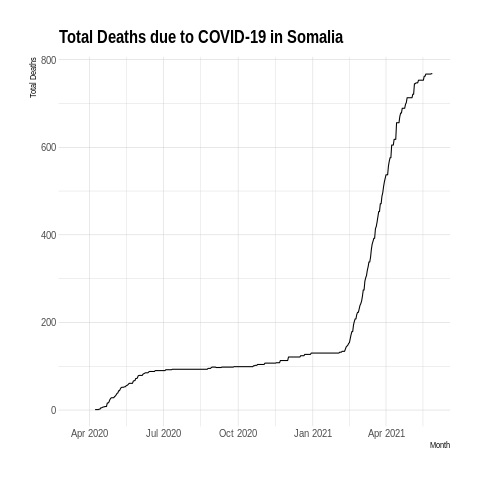 Total Deaths due to COVID-19 in Somalia
Total Deaths
800
600
400
200
0
Apr 2020 Jul 2020 Oct 2020 Jan 2021 Apr 2021
Month